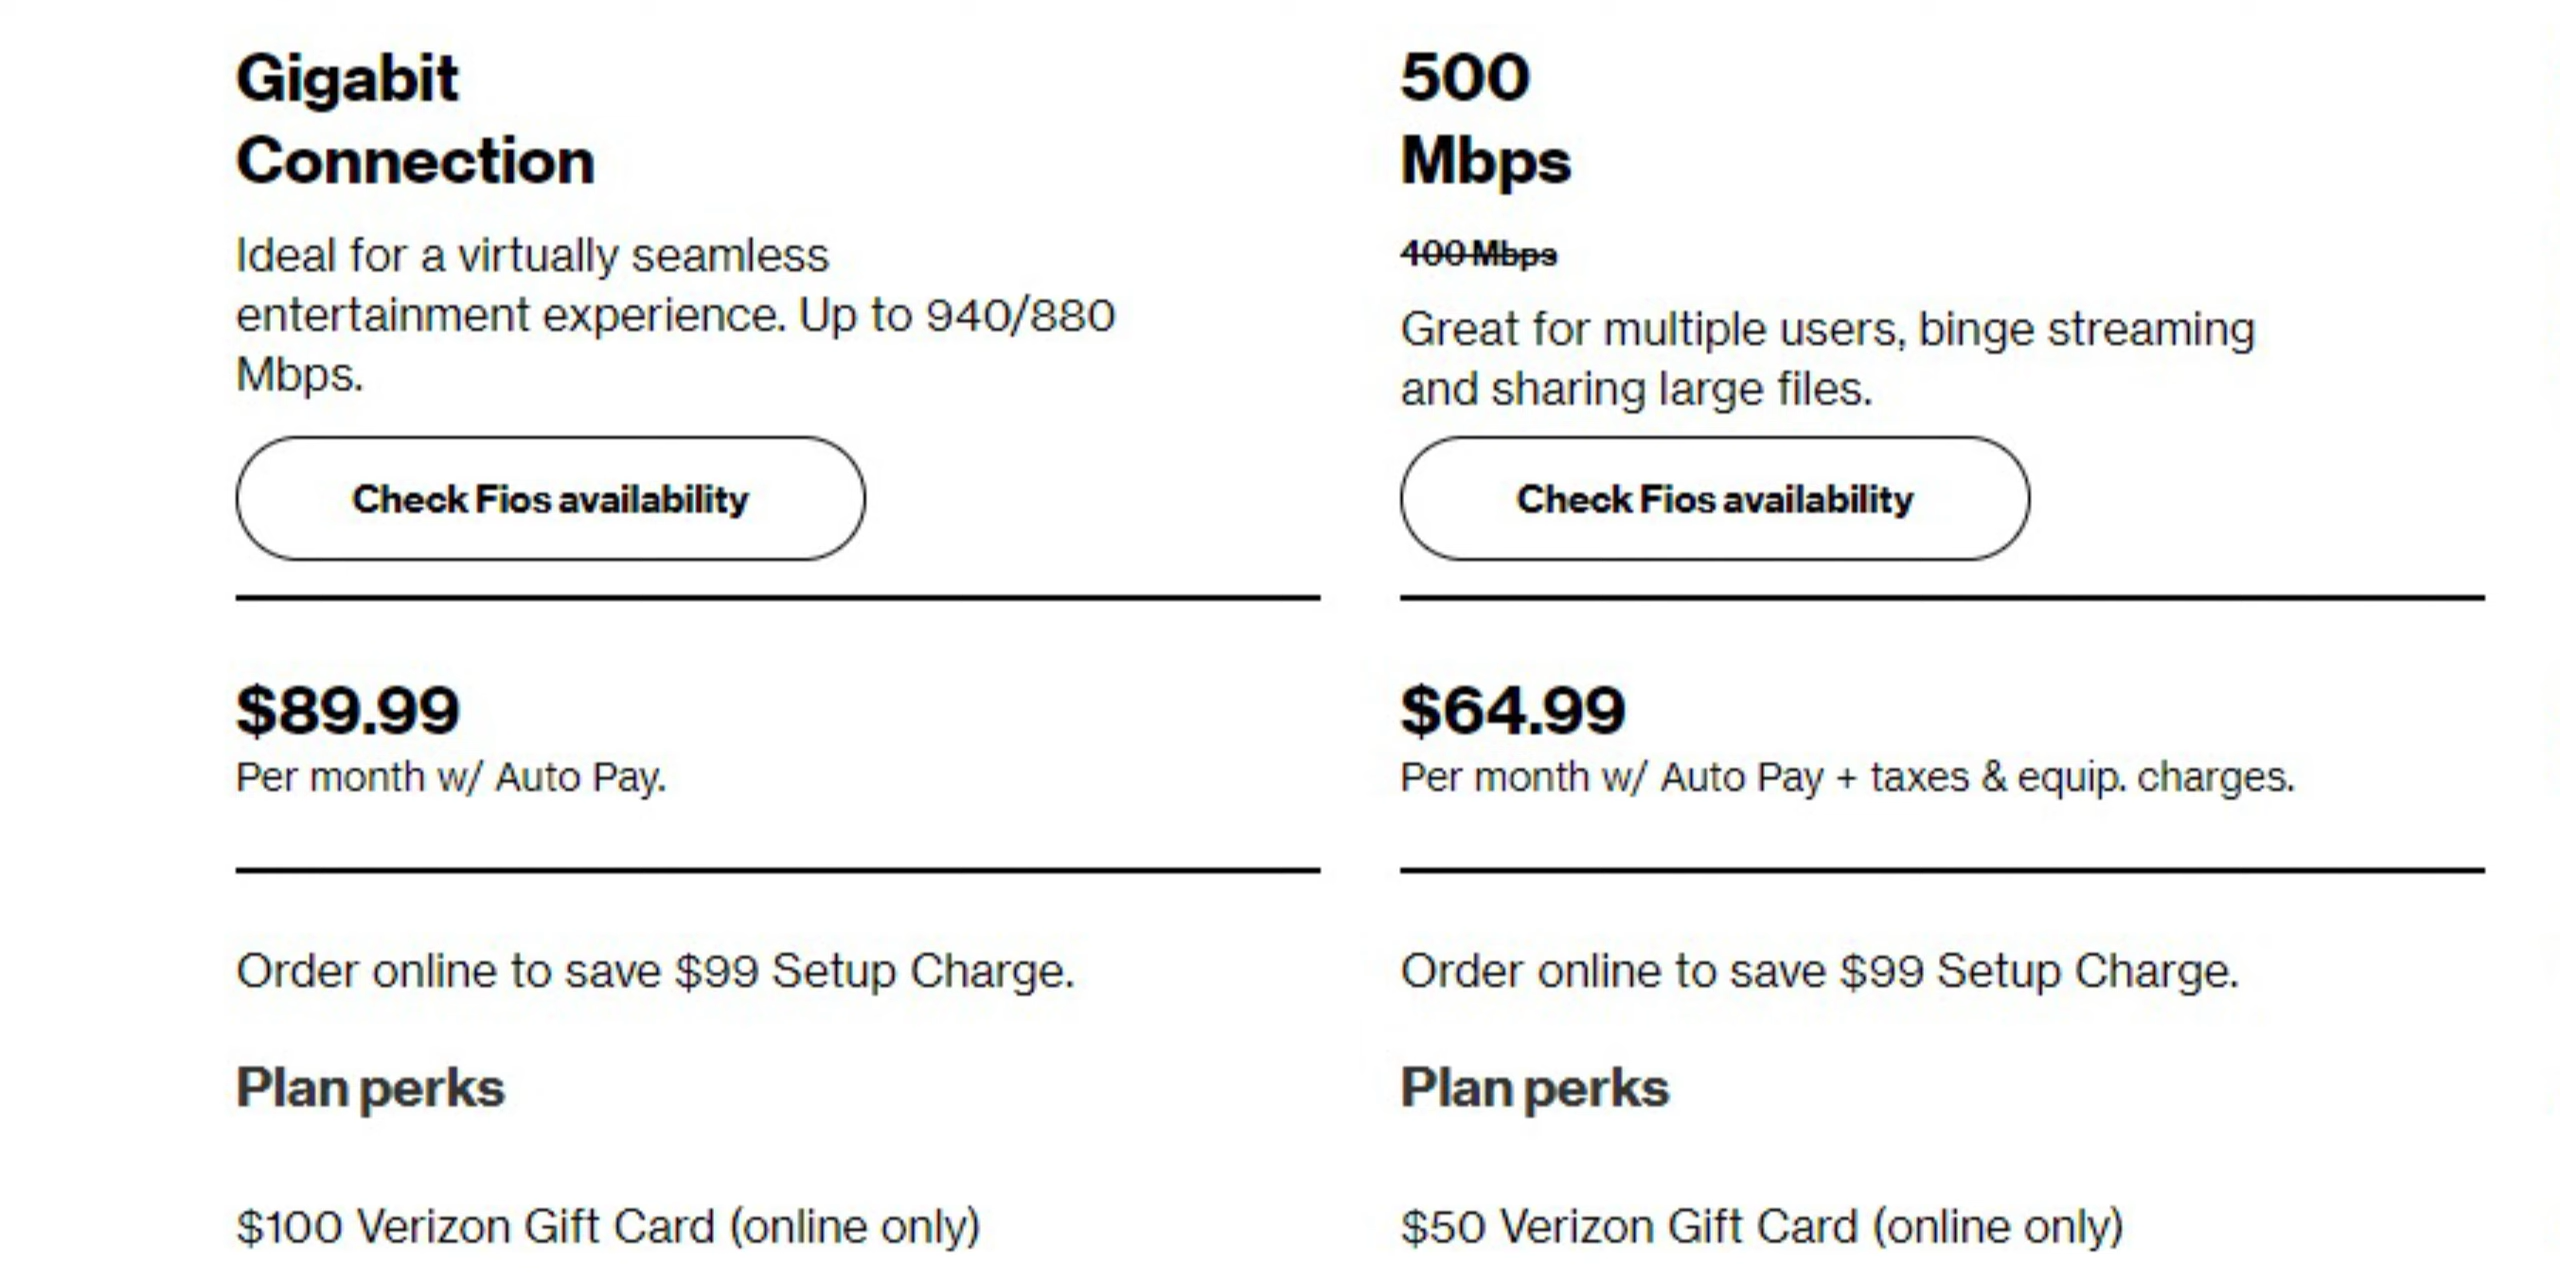 Gigabit
Connection
Ideal for a virtually seamless
entertainment experience. Up to 940/880
Mbps.
Check Fios availability
$89.99
Per month w/ Auto Pay.
Order online to save $99 Setup Charge.
Plan perks
$100 Verizon Gift Card (online only)
500
Mbps
400 Mbps
Great for multiple users, binge streaming
and sharing large files.
Check Fios availability
$64.99
Per month w/ Auto Pay + taxes & equip. charges.
Order online to save $99 Setup Charge.
Plan perks
$50 Verizon Gift Card (online only)